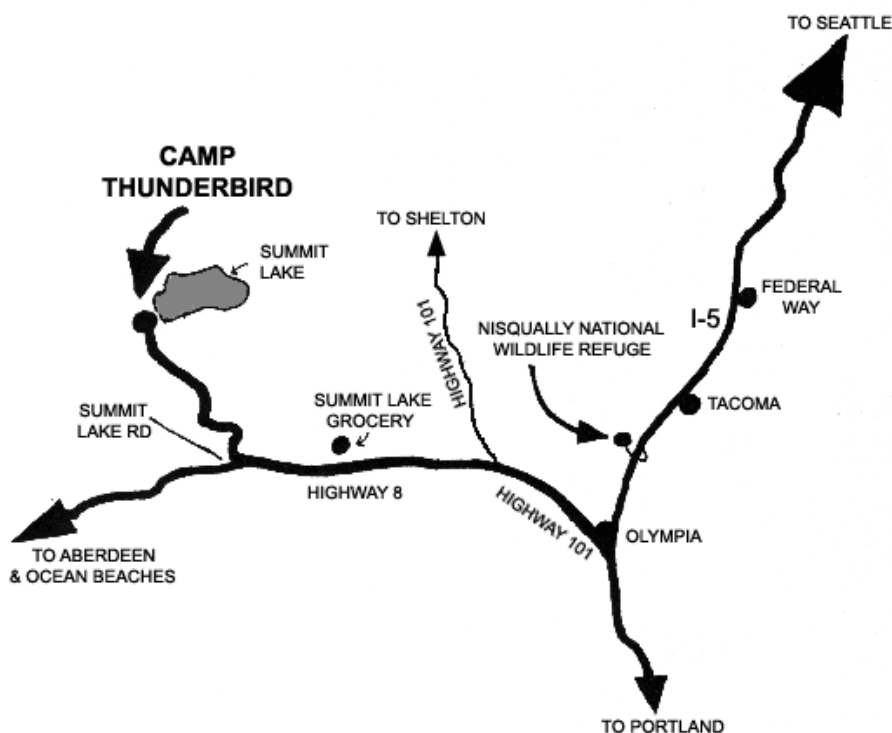 TO SEATTLE
CAMP
THUNDERBIRD
TO SHELTON
SUMMIT
LAKE
FEDERAL
WAY
I-5
NISQUALLY NATIONAL
WILDLIFE REFUGE
HIGHWAY 101
TACOMA
SUMMIT
LAKE RD
SUMMIT LAKE
GROCERY
HIGHWAY 8
HIGHWAY 101
OLYMPIA
TO ABERDEEN
& OCEAN BEACHES
TO PORTLAND